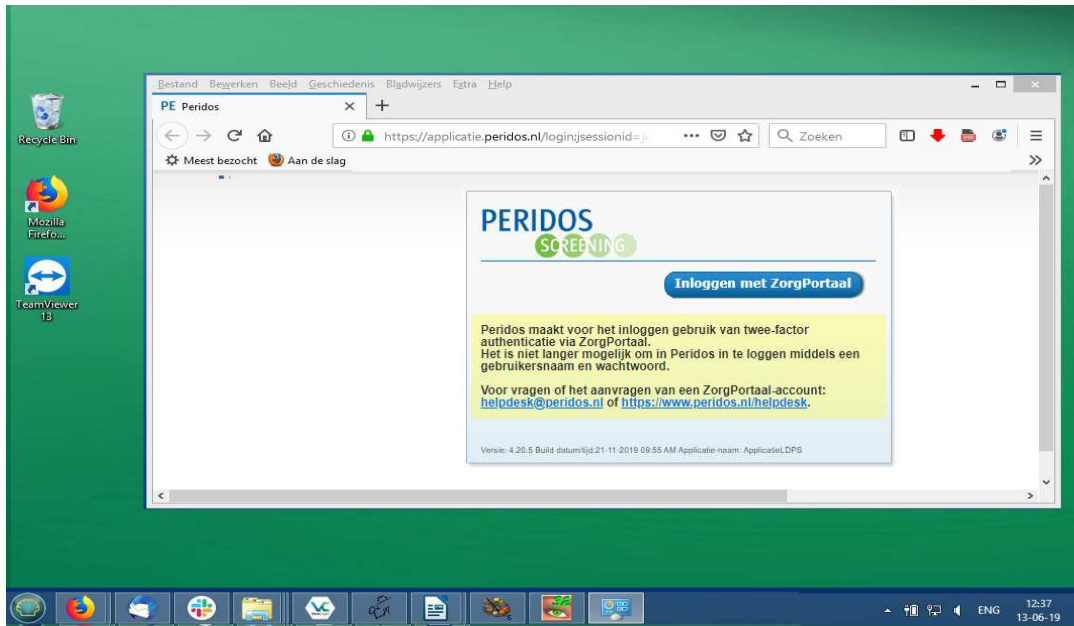 Bestand Bewerken Beeld Geschiedenis Bladwijzers Extra Help
PE Peridos
https://applicatie.peridos.nl/login;jsessionid=
Zoeken
Meest bezocht Aan de slag
Recycle Bin
Mozilla
Firefo...
TeamViewer
13
PERIDOS
SCREENING
Inloggen met ZorgPortaal
Peridos maakt voor het inloggen gebruik van twee-factor
authenticatie via ZorgPortaal.
Het is niet langer mogelijk om in Peridos in te loggen middels een
gebruikersnaam en wachtwoord.
Voor vragen of het aanvragen van een ZorgPortaal-account:
helpdesk@peridos.nl of https://www.peridos.nl/helpdesk.
Versie: 4.20.5 Build datum/tijd:21-11-2019 09:55 AM Applicatie-naam: ApplicatieLDPS
ENG
12:37
13-06-19